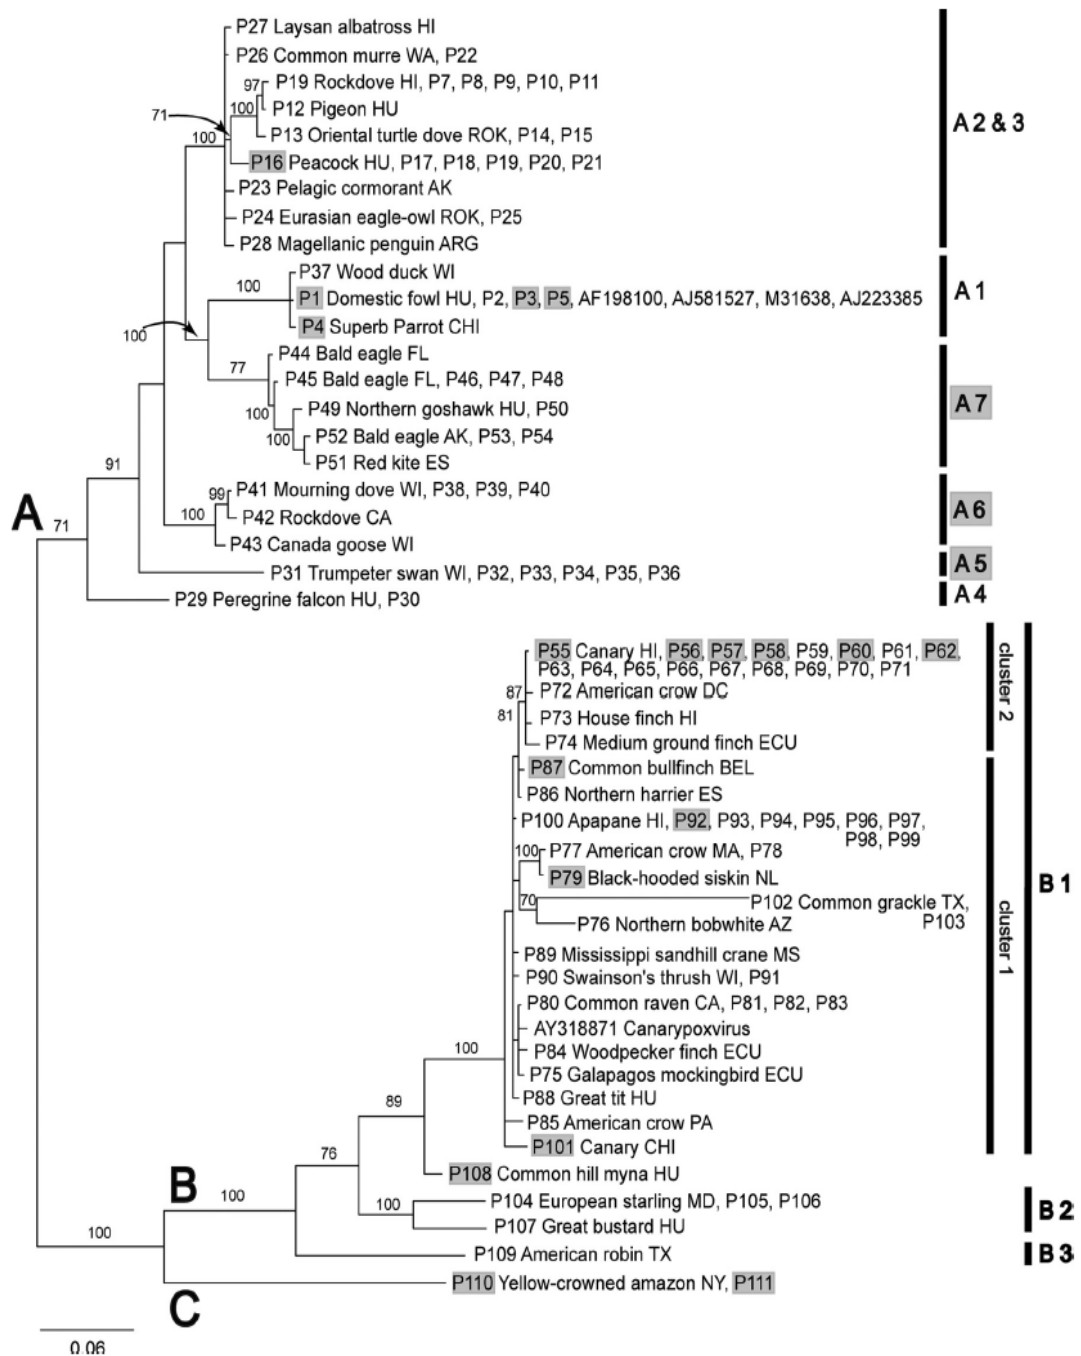 P27 Laysan albatross HI
P26 Common murre WA, P22
97 P19 Rockdove HI, P7, P8, P9, P10, P11
71 100 P12 Pigeon HU
A 2 & 3
100 P13 Oriental turtle dove ROK, P14, P15
P16 Peacock HU, P17, P18, P19, P20, P21
P23 Pelagic cormorant AK
P24 Eurasian eagle-owl ROK, P25
P28 Magellanic penguin ARG
P37 Wood duck WI
100
P1 Domestic fowl HU, P2, P3, P5, AF198100, AJ581527, M31638, AJ223385
A 1
P4 Superb Parrot CHI
100
P44 Bald eagle FL
77
P45 Bald eagle FL, P46, P47, P48
A 7
100 P49 Northern goshawk HU, P50
100 P52 Bald eagle AK, P53, P54
P51 Red kite ES
91
99 P41 Mourning dove WI, P38, P39, P40
A
71
100 P42 Rockdove CA
A 6
P43 Canada goose WI
P31 Trumpeter swan WI, P32, P33, P34, P35, P36
A 5
P29 Peregrine falcon HU, P30
A 4
P55 Canary HI, P56, P57, P58, P59, P60, P61, P62,
P63, P64, P65, P66, P67, P68, P69, P70, P71
cluster 2
87 P72 American crow DC
81 P73 House finch HI
P74 Medium ground finch ECU
P87 Common bullfinch BEL
P86 Northern harrier ES
P100 Apapane HI, P92, P93, P94, P95, P96, P97,
P98, P99
100 P77 American crow MA, P78
P79 Black-hooded siskin NL
B 1
70 P102 Common grackle TX,
P103
P76 Northern bobwhite AZ
cluster 1
P89 Mississippi sandhill crane MS
P90 Swainson's thrush WI, P91
P80 Common raven CA, P81, P82, P83
AY318871 Canarypoxvirus
100 P84 Woodpecker finch ECU
P75 Galapagos mockingbird ECU
P88 Great tit HU
89
P85 American crow PA
P101 Canary CHI
76
P108 Common hill myna HU
B
100
P104 European starling MD, P105, P106
100
B 2
P107 Great bustard HU
100
P109 American robin TX
B 3
P110 Yellow-crowned amazon NY, P111
C
0.06